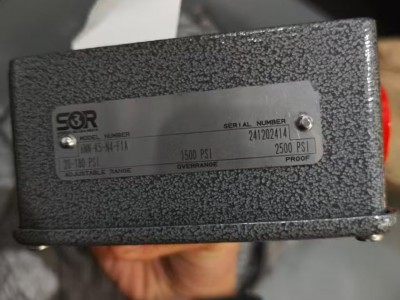 SOR
MODEL NUMBER SERIAL NUMBER
241202414
1500 PSI 2500 PSI
ADJUSTABLE RANGE OVERRANGE PROOF